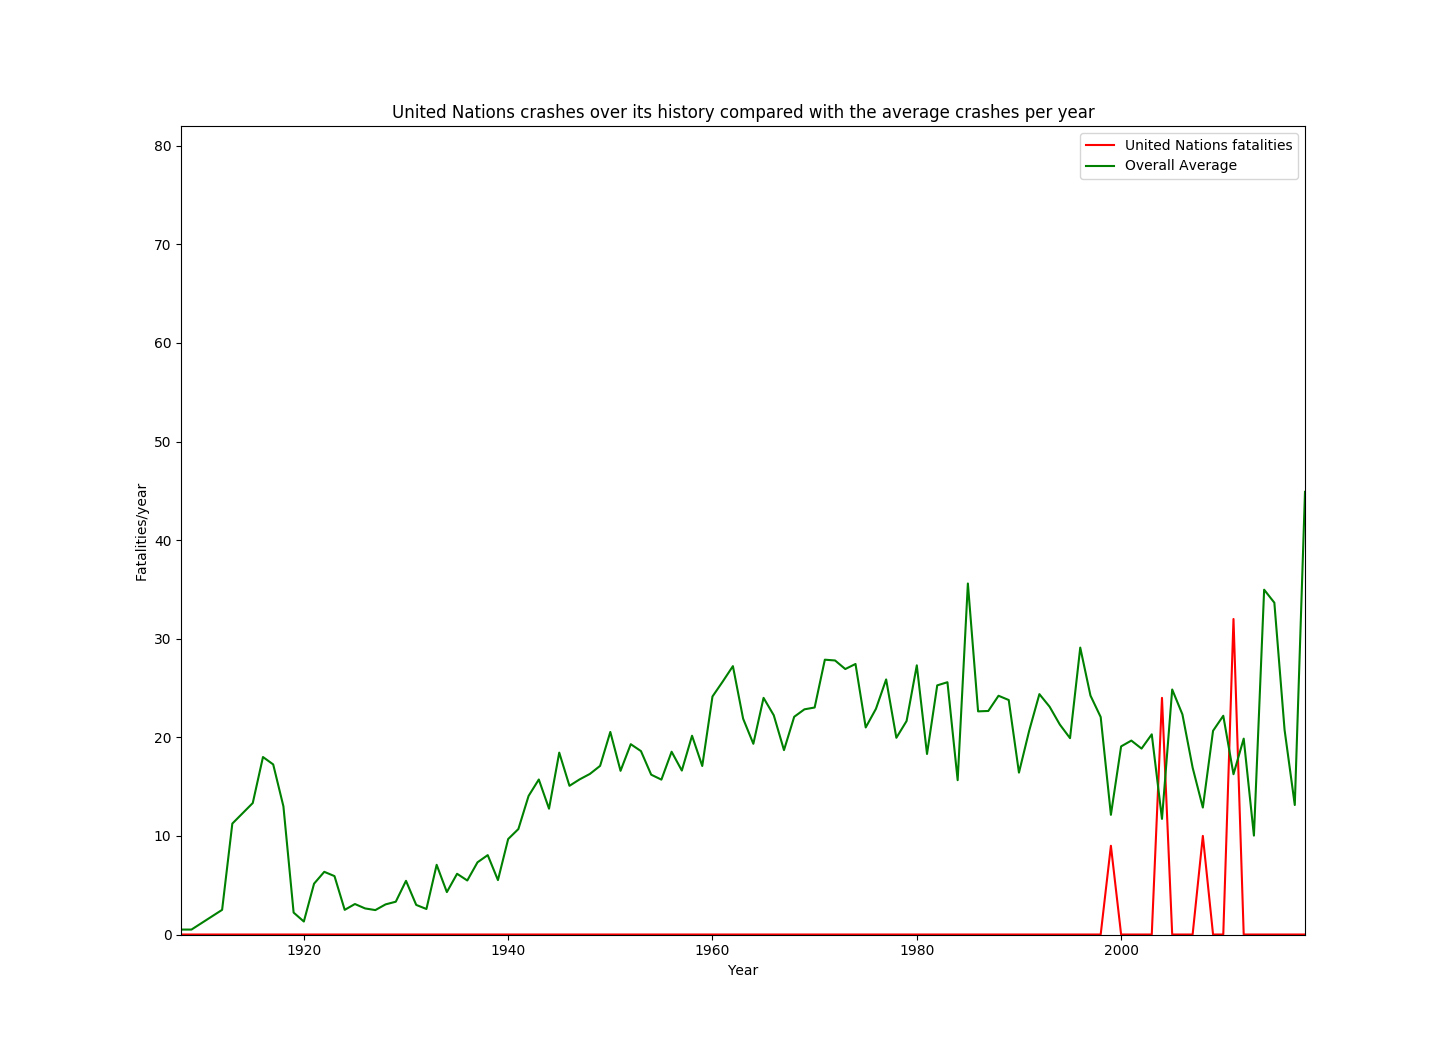 United Nations crashes over its history compared with the average crashes per year
United Nations fatalities
Overall Average
80
70
60
50
40
30
20
10
0
Fatalities/year
1920 1940 1960 1980 2000
Year